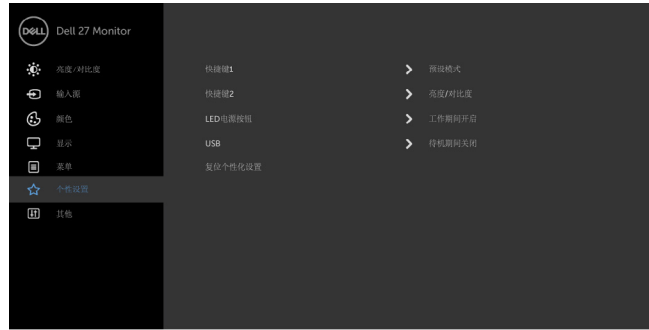 DELL
Dell 27 Monitor
亮度/对比度
输入源
颜色
显示
菜单
个性设置
其他
快捷键1
预设模式
快捷键2
亮度/对比度
LED电源按钮
工作期间开启
USB
待机期间关闭
复位个性化设置